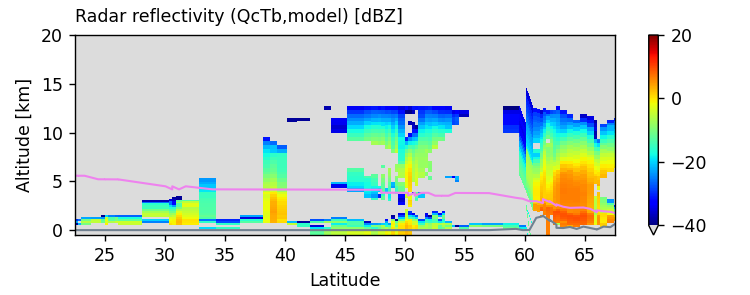 Radar reflectivity (QcTb,model) [dBZ]
20
15
10
5
0
Altitude [km]
25 30 35 40 45 50 55 60 65
Latitude
20
0
−20
−40